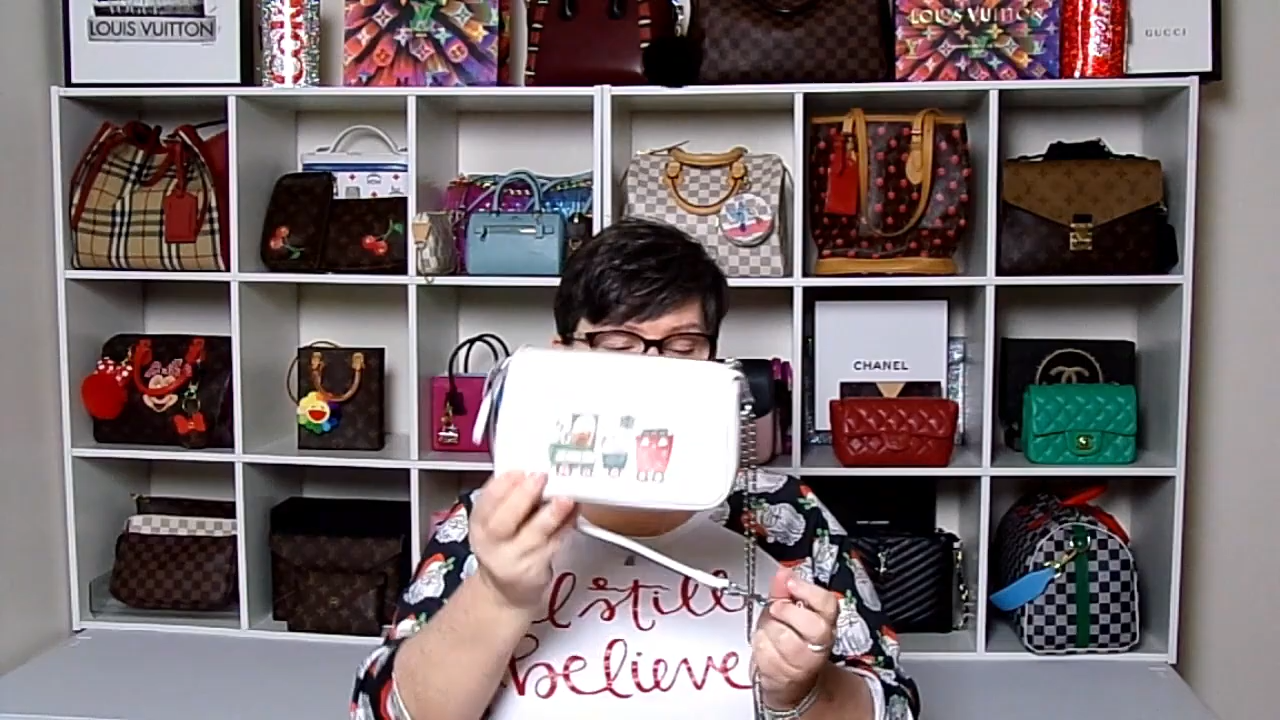 LOUIS VUITTON
LOUIS VUITTON
GUCCI
CHANEL
I still
believe